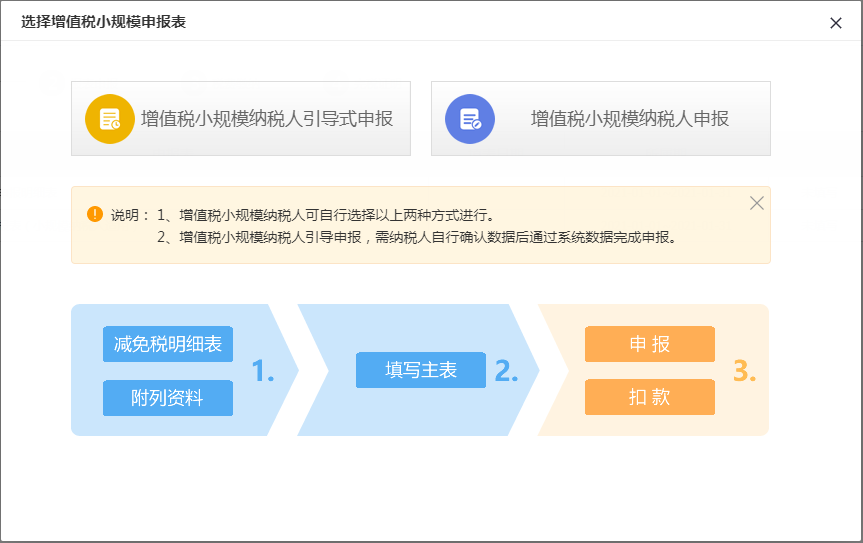 选择增值税小规模申报表
增值税小规模纳税人引导式申报
增值税小规模纳税人申报
说明： 1、增值税小规模纳税人可自行选择以上两种方式进行。
2、增值税小规模纳税人引导申报，需纳税人自行确认数据后通过系统数据完成申报。
减免税明细表
附列资料
1.
填写主表
2.
申 报
扣 款
3.